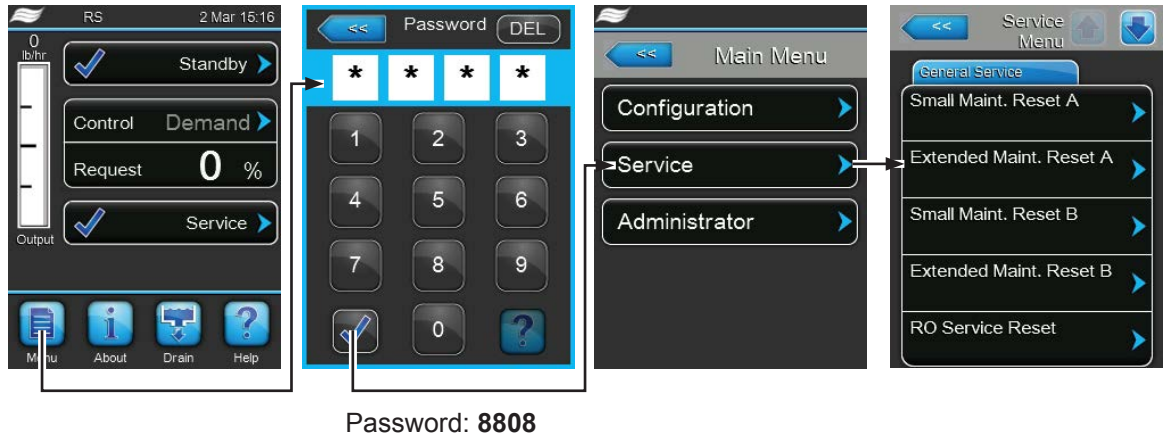 RS 2 Mar 15:16
0
lb/hr
Standby
Control Demand
Request 0 %
Service
Output
Menu About Drain Help
<< Password DEL
* * * *
1 2 3
4 5 6
7 8 9
0 ?
Password: 8808
<< Main Menu
Configuration
Service
Administrator
<< Service
Menu
General Service
Small Maint. Reset A
Extended Maint. Reset A
Small Maint. Reset B
Extended Maint. Reset B
RO Service Reset